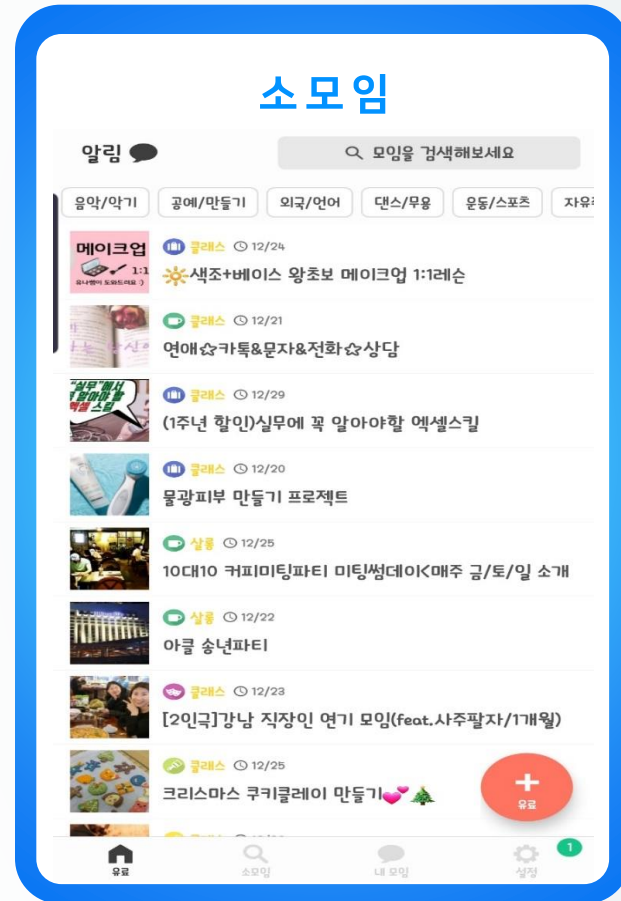 소모임
알림
모임을 검색해보세요
음악/악기 공예/만들기 외국/언어 댄스/무용 운동/스포츠
메이크업
1:1
클래스 12/24
색조+베이스 왕초보 메이크업 1:1레슨
클래스 12/21
연애✩카톡&문자&전화✩상담
"실무"에서
클래스 12/29
(1주년 할인)실무에 꼭 알아야할 엑셀스킬
클래스 12/20
물광피부 만들기 프로젝트
살롱 12/25
10대10 커피미팅파티 미팅썸데이<매주 금/토/일 소개
살롱 12/22
아클 송년파티
클래스 12/23
[2인극]강남 직장인 연기 모임(feat.사주팔자/1개월)
클래스 12/25
크리스마스 쿠키클레이 만들기💕🎄
+
유료
유료 소모임 내 모임 설정
1